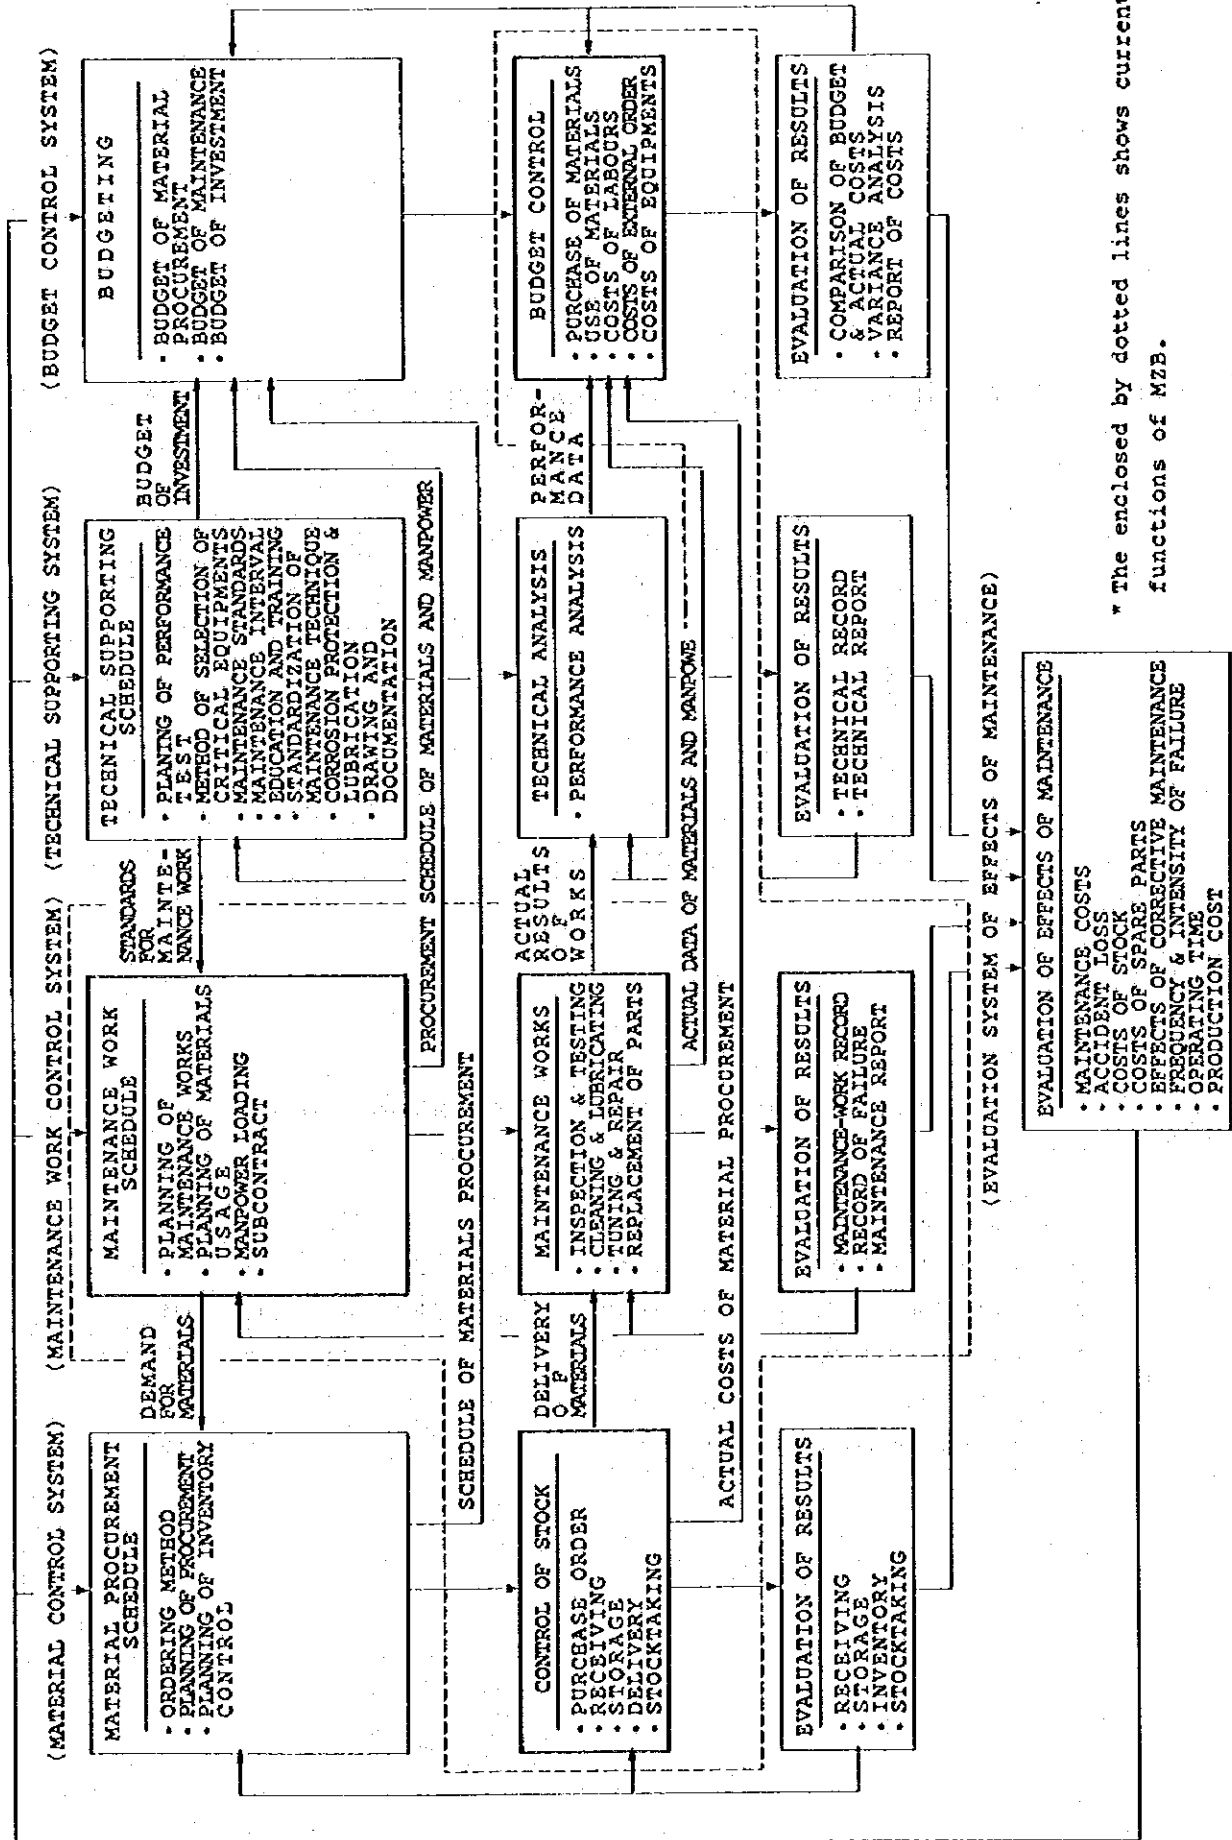 (MATERIAL CONTROL SYSTEM)
(MAINTENANCE WORK CONTROL SYSTEM)
(TECHNICAL SUPPORTING SYSTEM)
(BUDGET CONTROL SYSTEM)
MATERIAL PROCUREMENT
SCHEDULE
• ORDERING METHOD
• PLANNING OF PROCUREMENT
• PLANNING OF INVENTORY
CONTROL
DEMAND
FOR
MATERIALS
MAINTENANCE WORK
SCHEDULE
• PLANNING OF
MAINTENANCE WORKS
• PLANNING OF MATERIALS
USAGE
• MANPOWER LOADING
• SUBCONTRACT
STANDARDS
FOR
MAINTE-
NANCE WORK
TECHNICAL SUPPORTING
SCHEDULE
• PLANING OF PERFORMANCE
TEST
• METHOD OF SELECTION OF
CRITICAL EQUIPMENTS
• MAINTENANCE STANDARDS
• MAINTENANCE INTERVAL
• EDUCATION AND TRAINING
• STANDARDIZATION OF
MAINTENANCE TECHNIQUE
• CORROSION PROTECTION &
LUBRICATION
• DRAWING AND
DOCUMENTATION
BUDGET
OF
INVESTMENT
BUDGETING
• BUDGET OF MATERIAL
PROCUREMENT
• BUDGET OF MAINTENANCE
• BUDGET OF INVESTMENT
PROCUREMENT SCHEDULE OF MATERIALS AND MANPOWER
SCHEDULE OF MATERIALS PROCUREMENT
CONTROL OF STOCK
• PURCHASE ORDER
• RECEIVING
• STORAGE
• DELIVERY
• STOCKTAKING
DELIVERY
OF
MATERIALS
MAINTENANCE WORKS
• INSPECTION & TESTING
• CLEANING & LUBRICATING
• TUNING & REPAIR
• REPLACEMENT OF PARTS
ACTUAL
RESULTS
OF
WORKS
TECHNICAL ANALYSIS
• PERFORMANCE ANALYSIS
PERFOR-
MANCE
DATA
BUDGET CONTROL
• PURCHASE OF MATERIALS
• USE OF MATERIALS
• COSTS OF LABOURS
• COSTS OF EXTERNAL ORDER
• COSTS OF EQUIPMENTS
ACTUAL DATA OF MATERIALS AND MANPOWE
ACTUAL COSTS OF MATERIAL PROCUREMENT
EVALUATION OF RESULTS
• RECEIVING
• STORAGE
• INVENTORY
• STOCKTAKING
EVALUATION OF RESULTS
• MAINTENANCE-WORK RECORD
• RECORD OF FAILURE
• MAINTENANCE REPORT
EVALUATION OF RESULTS
• TECHNICAL RECORD
• TECHNICAL REPORT
EVALUATION OF RESULTS
• COMPARISON OF BUDGET
& ACTUAL COSTS
• VARIANCE ANALYSIS
• REPORT OF COSTS
(EVALUATION SYSTEM OF EFFECTS OF MAINTENANCE)
EVALUATION OF EFFECTS OF MAINTENANCE
• MAINTENANCE COSTS
• ACCIDENT LOSS
• COSTS OF STOCK
• COSTS OF SPARE PARTS
• EFFECTS OF CORRECTIVE MAINTENANCE
• FREQUENCY & INTENSITY OF FAILURE
• OPERATING TIME
• PRODUCTION COST
* The enclosed by dotted lines shows current
functions of MZB.